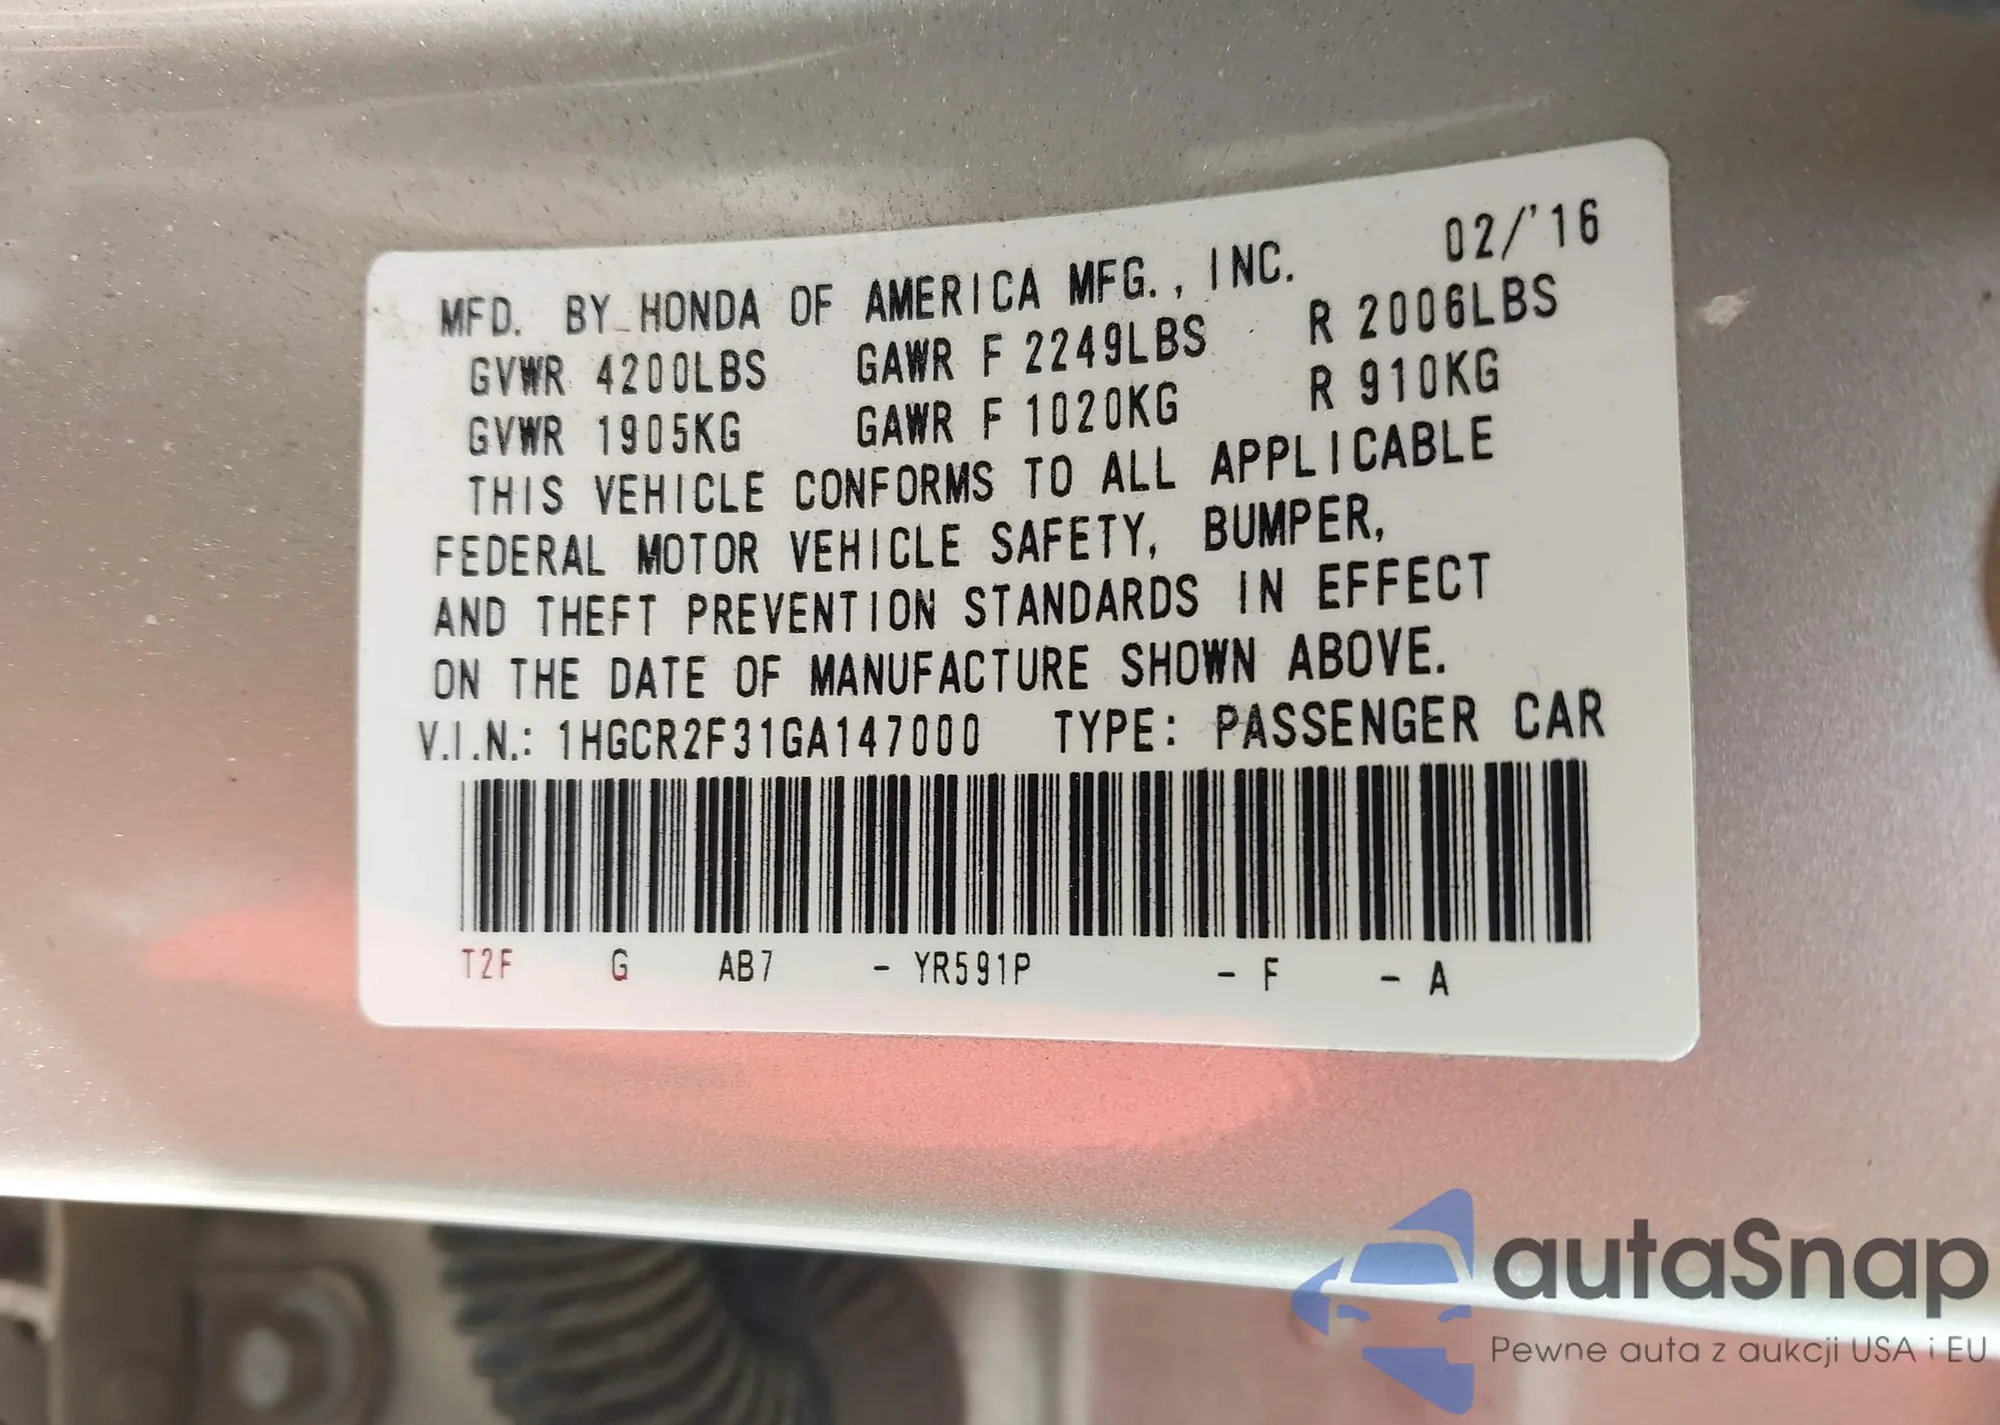 02/'16
MFD. BY HONDA OF AMERICA MFG., INC.
GVWR 4200LBS GAWR F 2249LBS R 2006LBS
GVWR 1905KG GAWR F 1020KG R 910KG
THIS VEHICLE CONFORMS TO ALL APPLICABLE
FEDERAL MOTOR VEHICLE SAFETY, BUMPER,
AND THEFT PREVENTION STANDARDS IN EFFECT
ON THE DATE OF MANUFACTURE SHOWN ABOVE.
V.I.N.: 1HGCR2F31GA147000 TYPE: PASSENGER CAR
T2F G AB7 - YR591P - F - A
autaSnap
Pewne auta z aukcji USA i EU